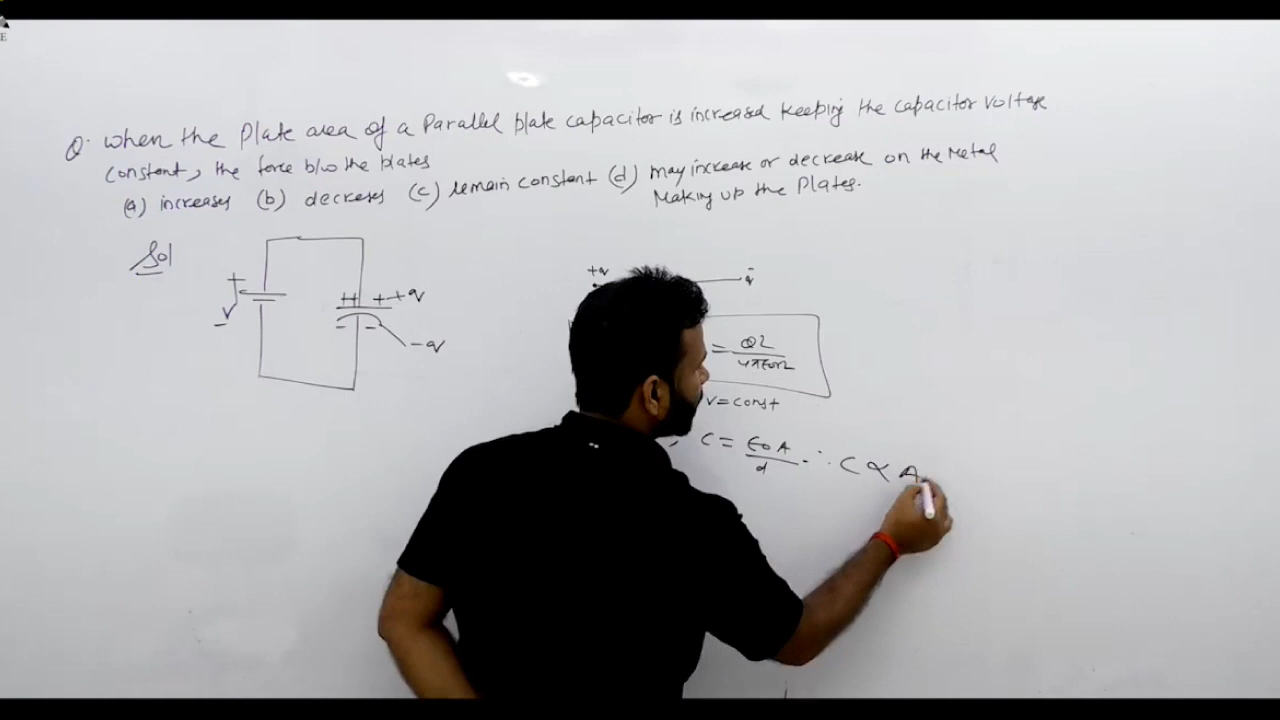 E
Q. When the Plate area of a Parallel plate capacitor is increased keeping the capacitor voltage
constant, the force b/w the plates
(a) increases (b) decreses (c) remain constant (d) may increase or decrease on the Metal
Making up the Plates.
Sol
+ V -
++ ++q
- - -q
+q -q
= Q2/4πε0r2
V = const
, C = ε0A/d ∴ C ∝ A